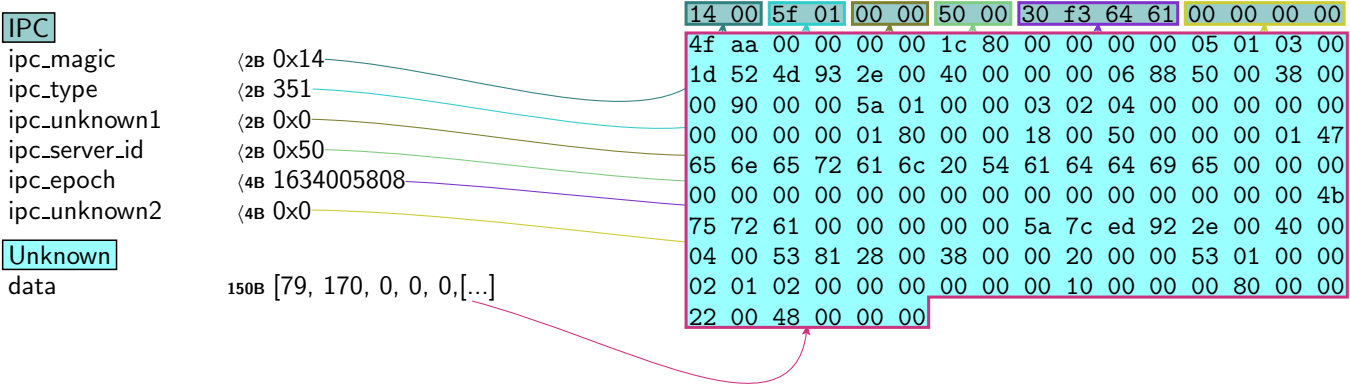 IPC
ipc_magic ⟨2B 0x14
ipc_type ⟨2B 351
ipc_unknown1 ⟨2B 0x0
ipc_server_id ⟨2B 0x50
ipc_epoch ⟨4B 1634005808
ipc_unknown2 ⟨4B 0x0
Unknown
data 150B [79, 170, 0, 0, 0,[...]
14 00 5f 01 00 00 50 00 30 f3 64 61 00 00 00 00
4f aa 00 00 00 00 1c 80 00 00 00 00 05 01 03 00
1d 52 4d 93 2e 00 40 00 00 00 06 88 50 00 38 00
00 90 00 00 5a 01 00 00 03 02 04 00 00 00 00 00
00 00 00 00 01 80 00 00 18 00 50 00 00 00 01 47
65 6e 65 72 61 6c 20 54 61 64 64 69 65 00 00 00
00 00 00 00 00 00 00 00 00 00 00 00 00 00 00 4b
75 72 61 00 00 00 00 00 5a 7c ed 92 2e 00 40 00
04 00 53 81 28 00 38 00 00 20 00 00 53 01 00 00
02 01 02 00 00 00 00 00 00 10 00 00 00 80 00 00
22 00 48 00 00 00